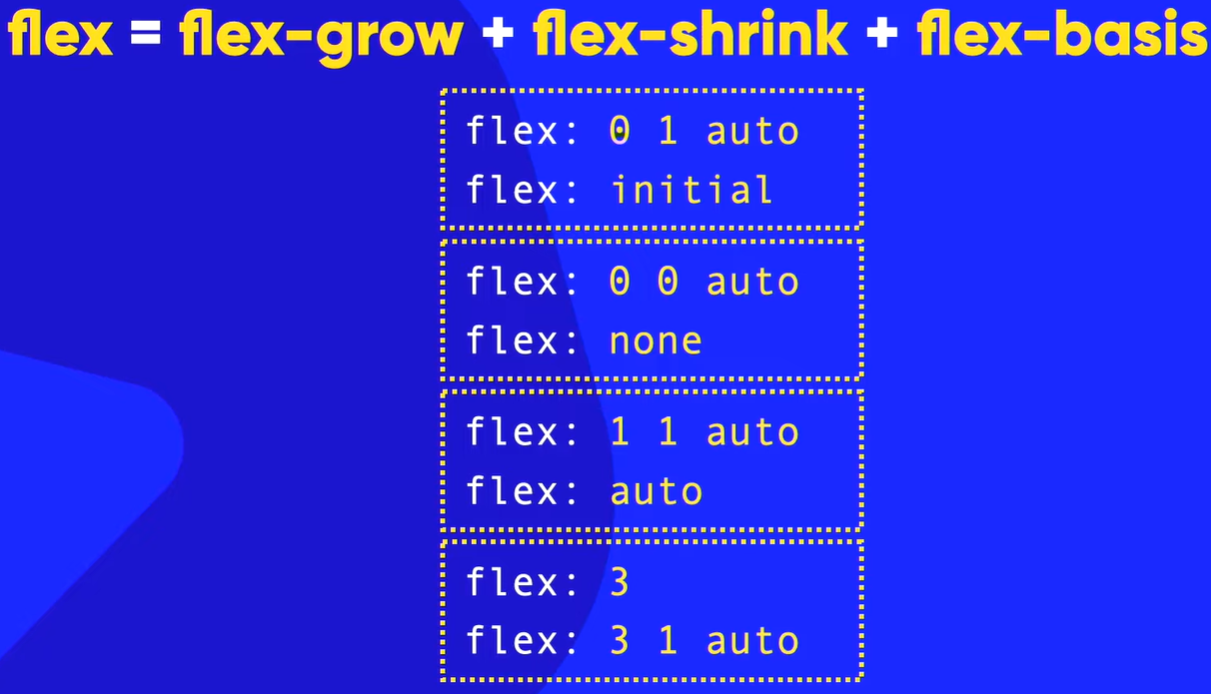 flex = flex-grow + flex-shrink + flex-basis
flex: 0 1 auto
flex: initial
flex: 0 0 auto
flex: none
flex: 1 1 auto
flex: auto
flex: 3
flex: 3 1 auto